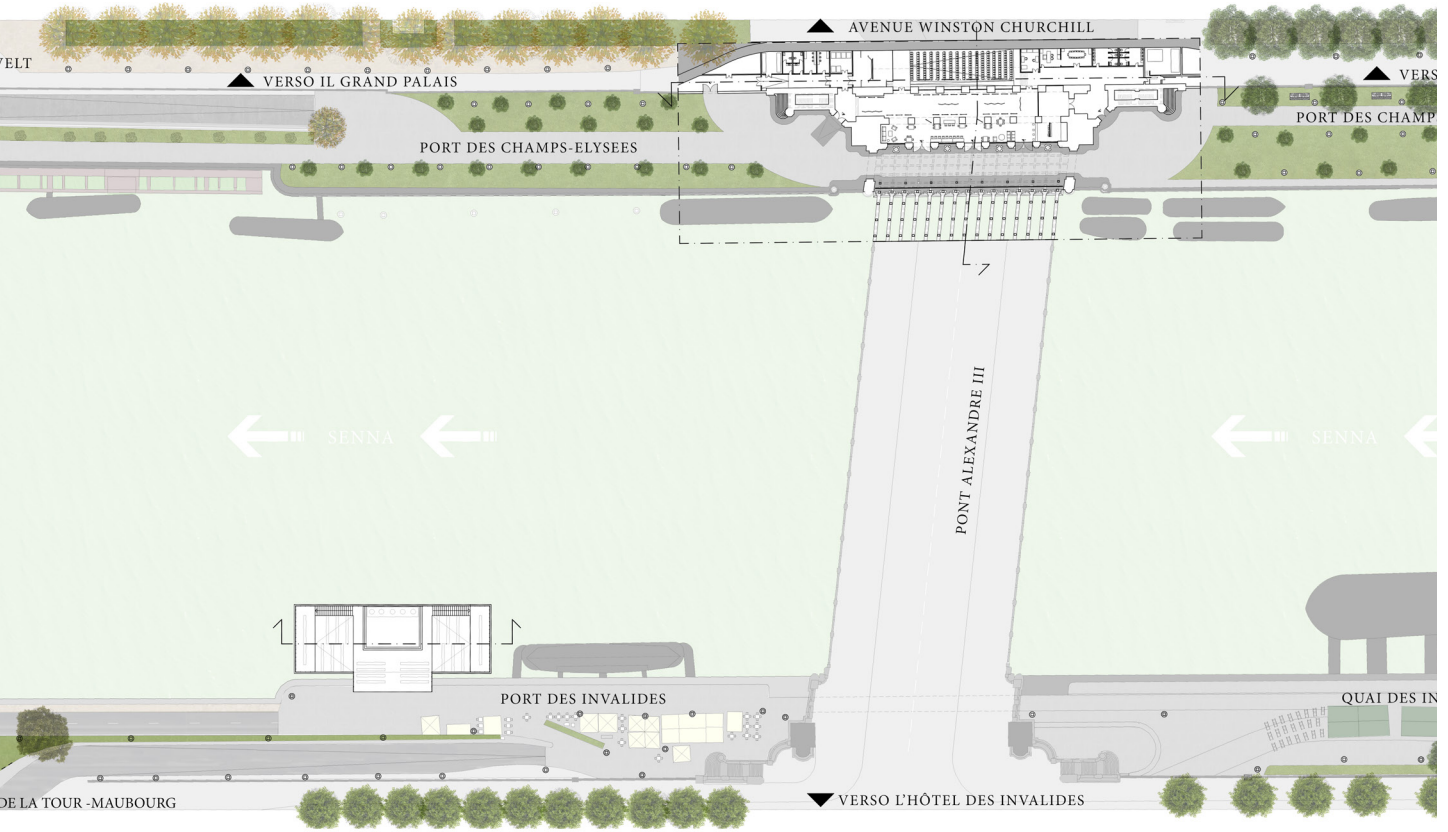 AVENUE WINSTON CHURCHILL
VELT
VERSO IL GRAND PALAIS
VERS
PORT DES CHAMP
PORT DES CHAMPS-ELYSEES
PONT ALEXANDRE III
SENNA
SENNA
PORT DES INVALIDES
QUAI DES IN
DE LA TOUR -MAUBOURG
VERSO L'HÔTEL DES INVALIDES